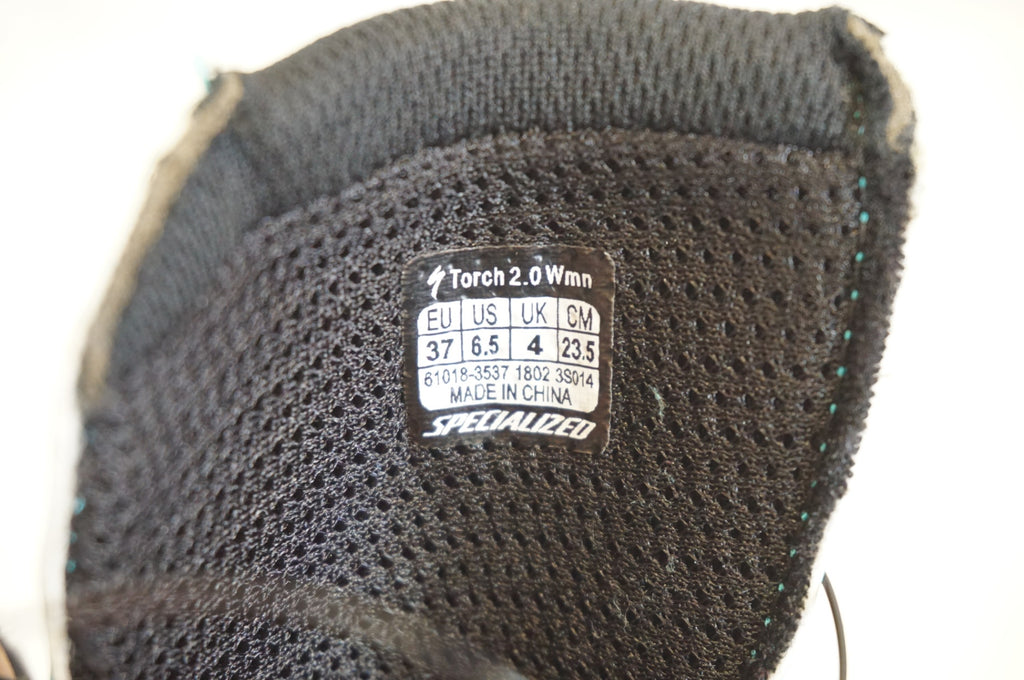 Torch 2.0 Wmn
EU US UK CM
37 6.5 4 23.5
61018-3537 1802 3S014
MADE IN CHINA
SPECIALIZED